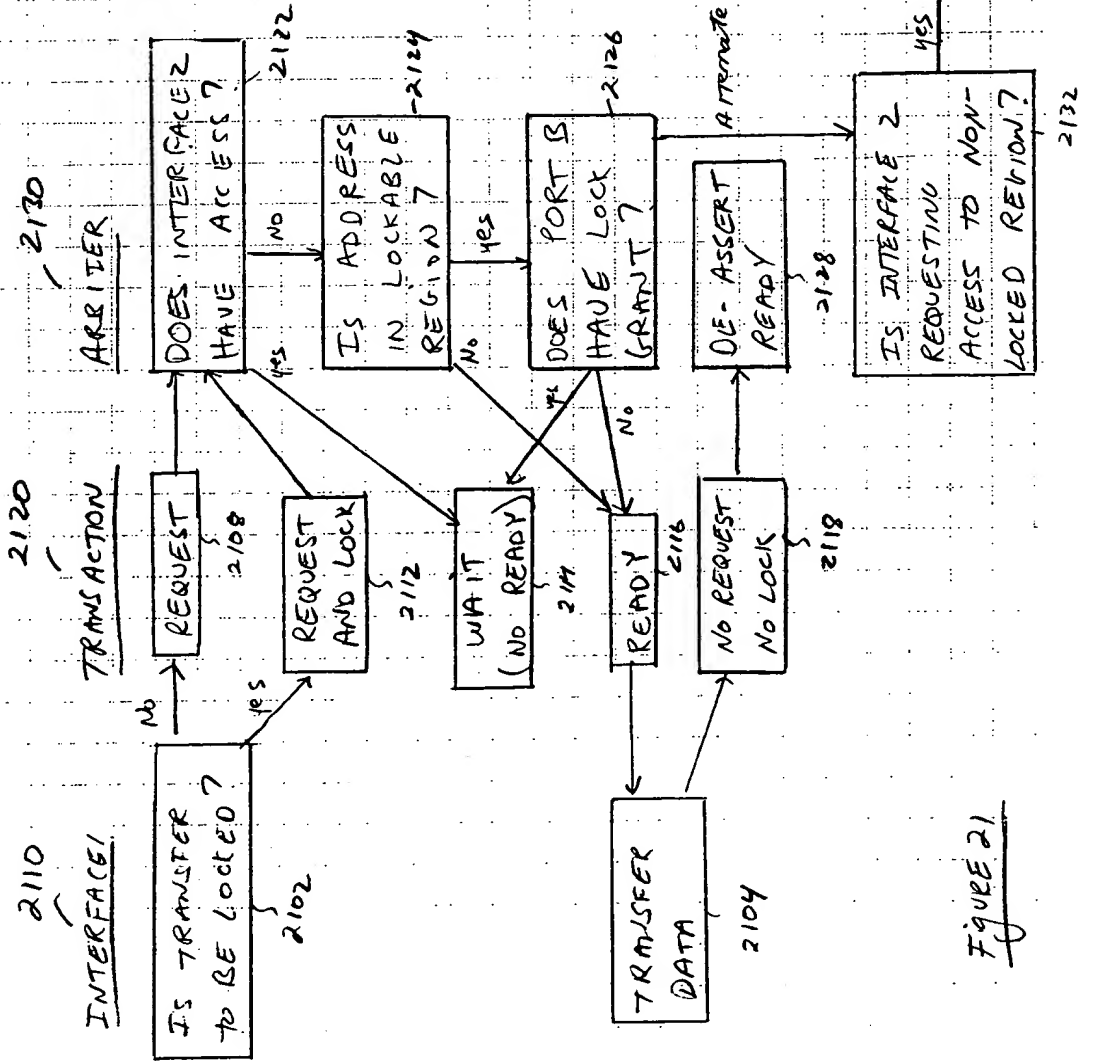 2110
INTERFACE1
2120
TRANSACTION
2130
ARBITER
IS TRANSFER
to BE LOCKED?
2102
No
yes
REQUEST
2108
REQUEST
AND LOCK
2112
DOES INTERFACE 2
HAVE ACCESS?
2122
yes
No
IS ADDRESS
IN LOCKABLE
REGION?
2124
No
yes
WAIT
(NO READY)
DOES PORT B
HAVE LOCK
GRANT?
2126
yes
No
Alternate
READY
2116
TRANSFER
DATA
2104
NO REQUEST
NO LOCK
2118
DE-ASSERT
READY
2128
IS INTERFACE 2
REQUESTING
ACCESS TO NON-
LOCKED REGION?
2132
yes
FigURE 21